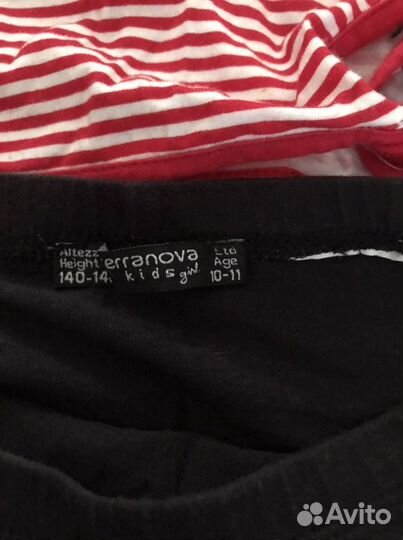 Altezz
Height
140-14
erranova
kids girl
Età
Age
10-11
Avito